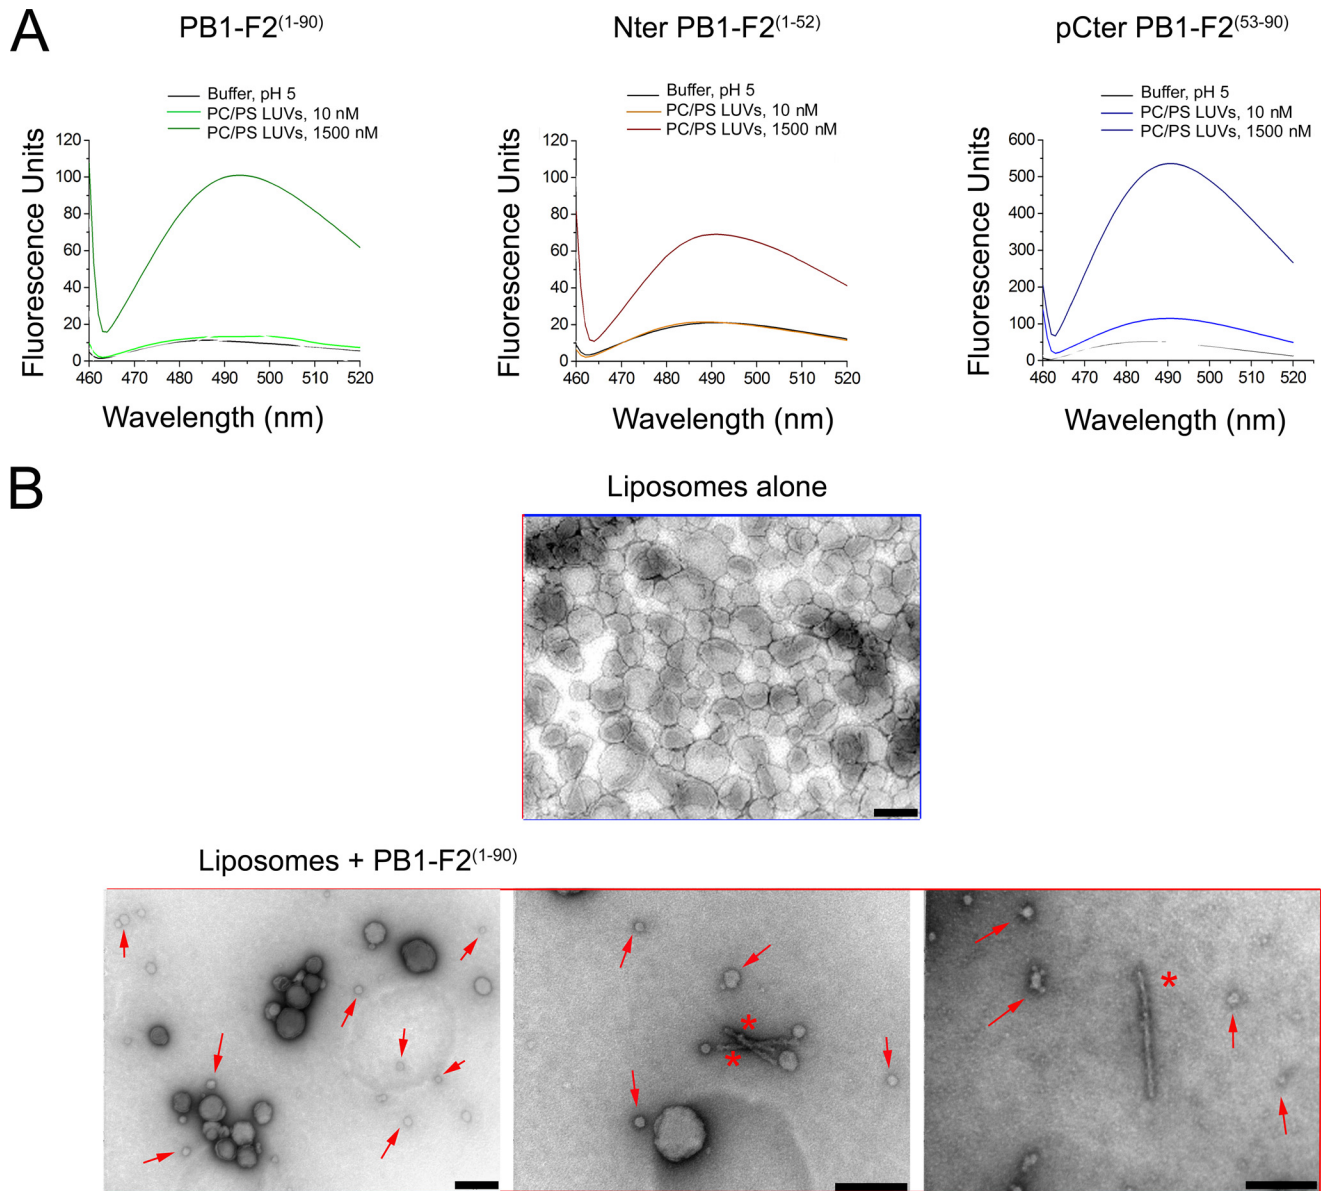 A
PB1-F2(1-90)
Nter PB1-F2(1-52)
pCter PB1-F2(53-90)
Buffer, pH 5
PC/PS LUVs, 10 nM
PC/PS LUVs, 1500 nM
Buffer, pH 5
PC/PS LUVs, 10 nM
PC/PS LUVs, 1500 nM
Buffer, pH 5
PC/PS LUVs, 10 nM
PC/PS LUVs, 1500 nM
Fluorescence Units
120
100
80
60
40
20
0
460 470 480 490 500 510 520
Wavelength (nm)
Fluorescence Units
120
100
80
60
40
20
0
460 470 480 490 500 510 520
Wavelength (nm)
Fluorescence Units
600
500
400
300
200
100
0
460 470 480 490 500 510 520
Wavelength (nm)
B
Liposomes alone
Liposomes + PB1-F2(1-90)
*
*
*